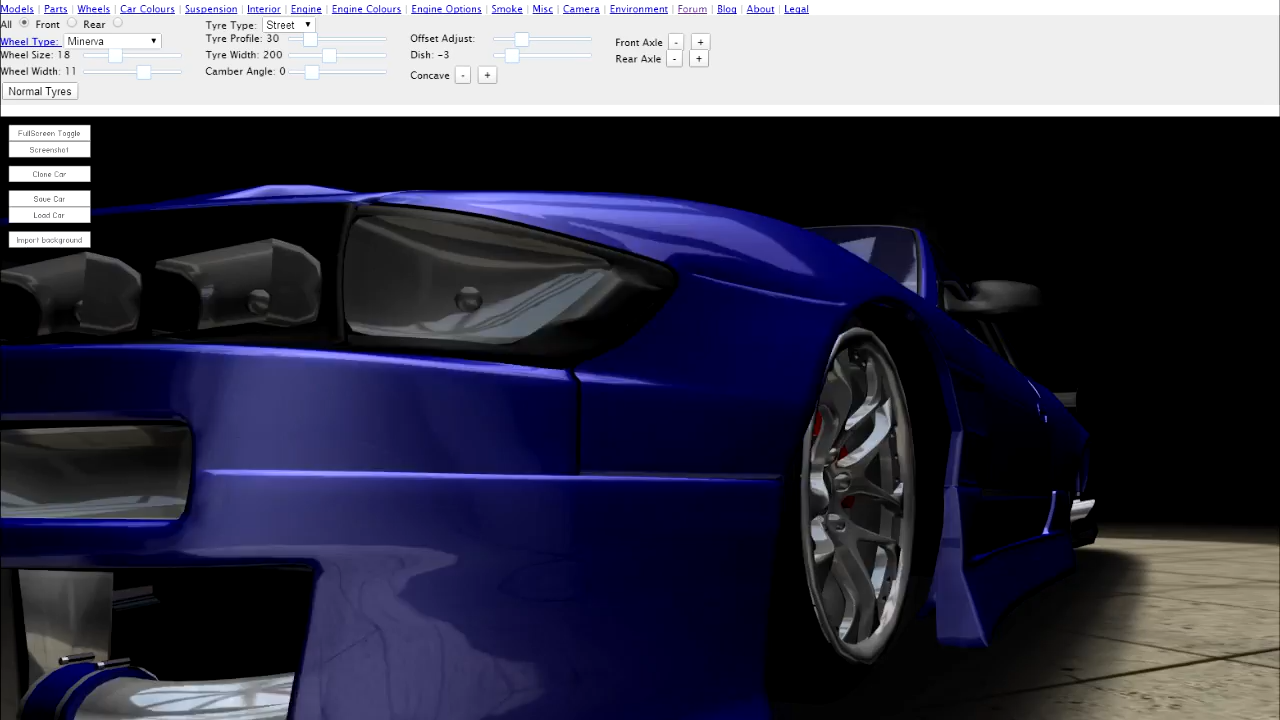 Models | Parts | Wheels | Car Colours | Suspension | Interior | Engine | Engine Colours | Engine Options | Smoke | Misc | Camera | Environment | Forum | Blog | About | Legal
All Front Rear
Wheel Type: Minerva
Wheel Size: 18
Wheel Width: 11
Normal Tyres
Tyre Type: Street
Tyre Profile: 30
Tyre Width: 200
Camber Angle: 0
Offset Adjust:
Dish: -3
Concave - +
Front Axle - +
Rear Axle - +
FullScreen Toggle
Screenshot
Clone Car
Save Car
Load Car
Import background